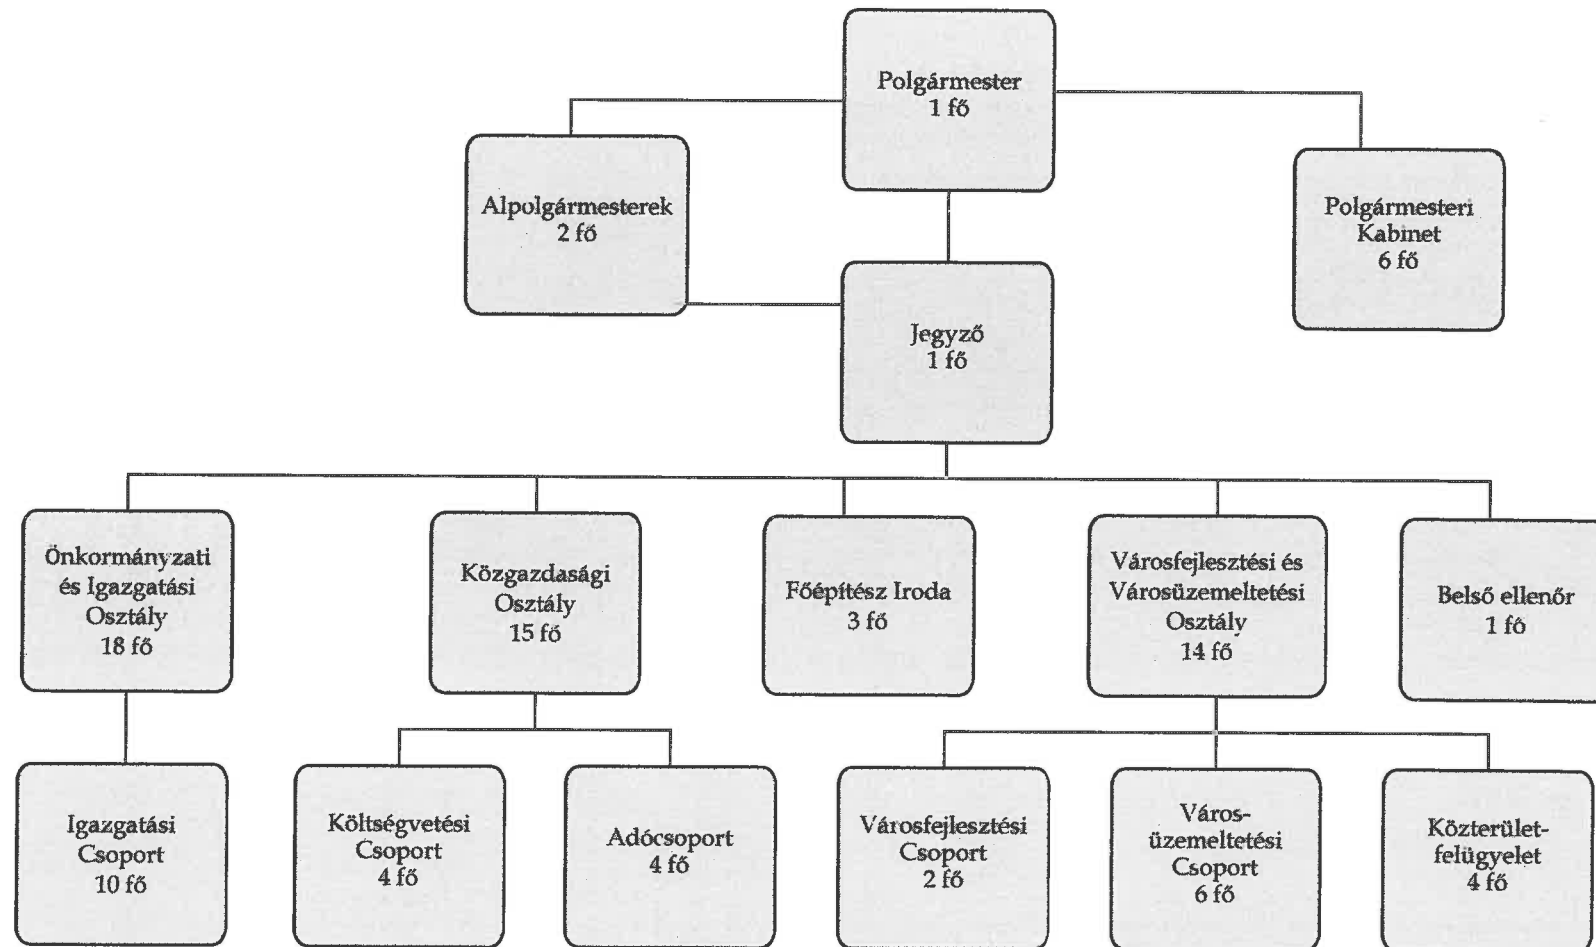 Polgármester
1 fő
Alpolgármesterek
2 fő
Polgármesteri
Kabinet
6 fő
Jegyző
1 fő
Önkormányzati
és Igazgatási
Osztály
18 fő
Közgazdasági
Osztály
15 fő
Főépítész Iroda
3 fő
Városfejlesztési és
Városüzemeltetési
Osztály
14 fő
Belső ellenőr
1 fő
Igazgatási
Csoport
10 fő
Költségvetési
Csoport
4 fő
Adócsoport
4 fő
Városfejlesztési
Csoport
2 fő
Város-
üzemeltetési
Csoport
6 fő
Közterület-
felügyelet
4 fő